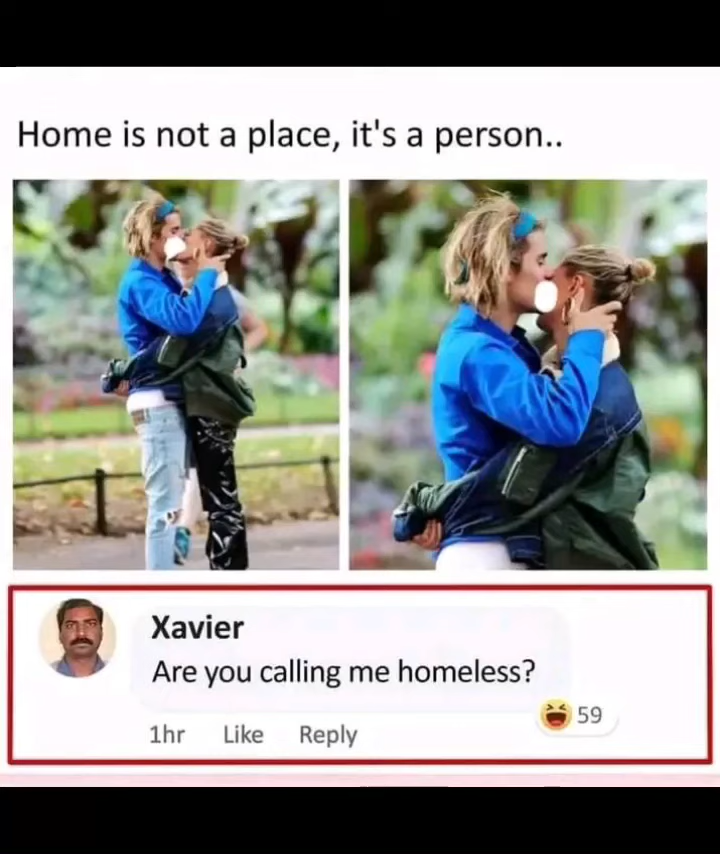 Home is not a place, it's a person..
Xavier
Are you calling me homeless?
59
1hr Like Reply